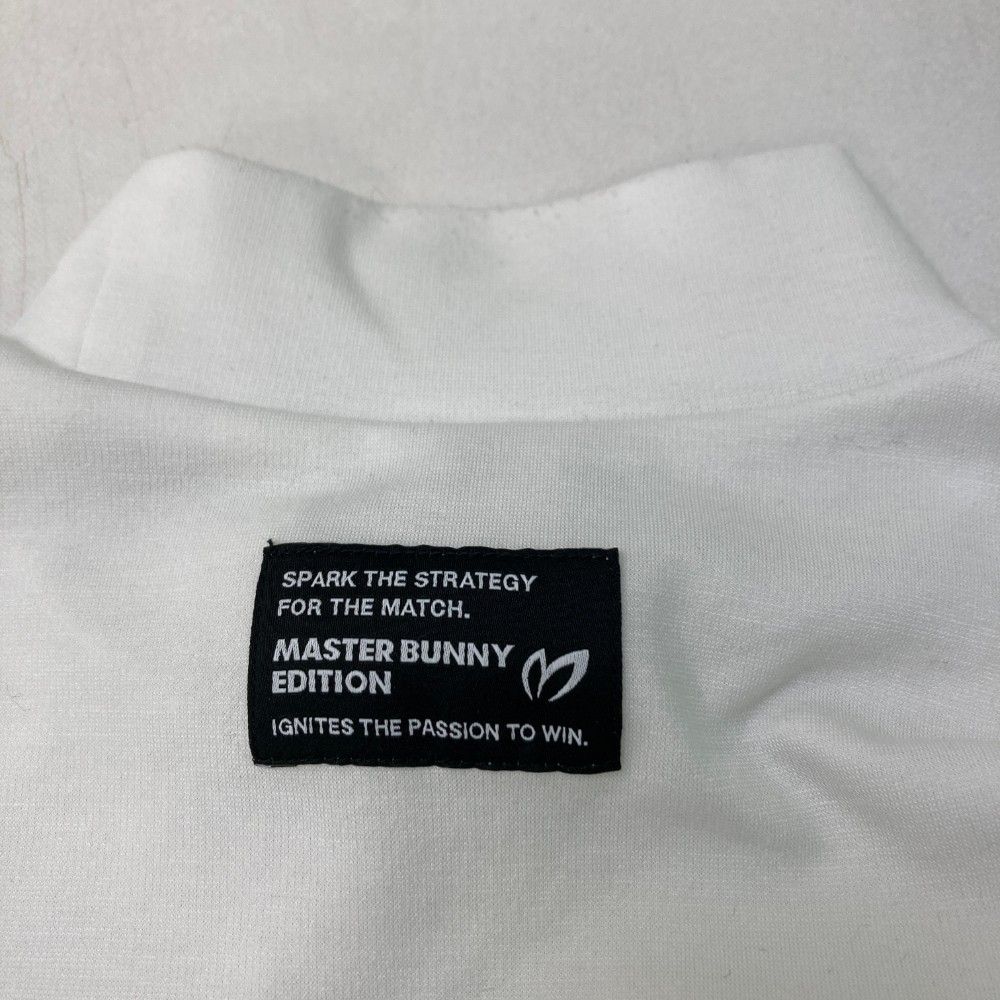 SPARK THE STRATEGY
FOR THE MATCH.
MASTER BUNNY
EDITION
IGNITES THE PASSION TO WIN.